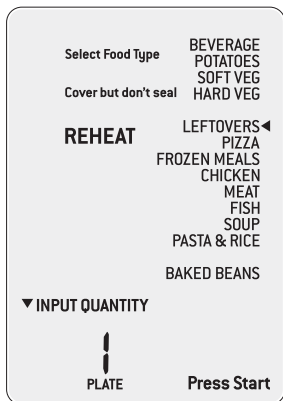 Select Food Type
BEVERAGE
POTATOES
SOFT VEG
Cover but don't seal
HARD VEG
REHEAT
LEFTOVERS◀
PIZZA
FROZEN MEALS
CHICKEN
MEAT
FISH
SOUP
PASTA & RICE
BAKED BEANS
▼INPUT QUANTITY
1
PLATE
Press Start